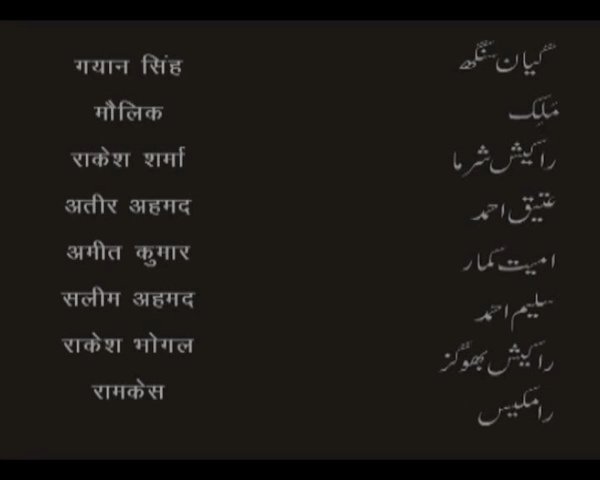 गयान सिंह گیان سنگھ
मौलिक مَلِک
राकेश शर्मा راکیش شرما
अतीर अहमद عتیق احمد
अमीत कुमार امیت کمار
सलीम अहमद سلیم احمد
राकेश भोगल راکیش بھوگز
रामकेस رامکیس